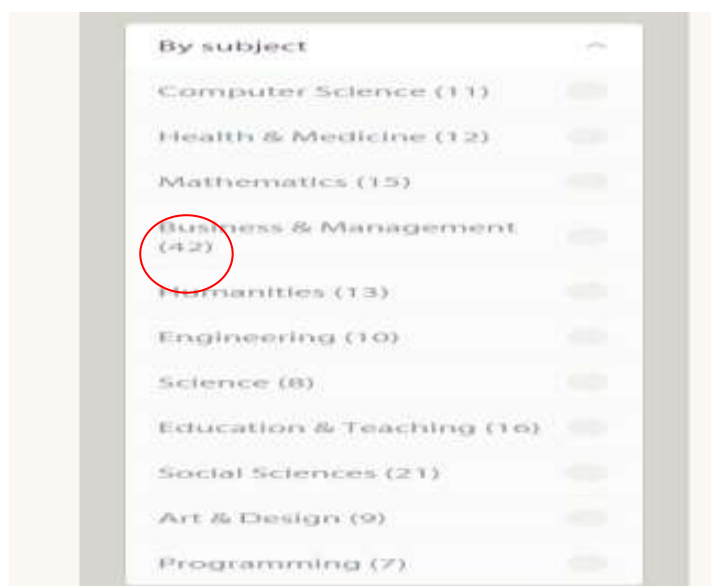 By subject
Computer Science (11)
Health & Medicine (12)
Mathematics (15)
Business & Management
(42)
Humanities (13)
Engineering (10)
Science (8)
Education & Teaching (16)
Social Sciences (21)
Art & Design (9)
Programming (7)